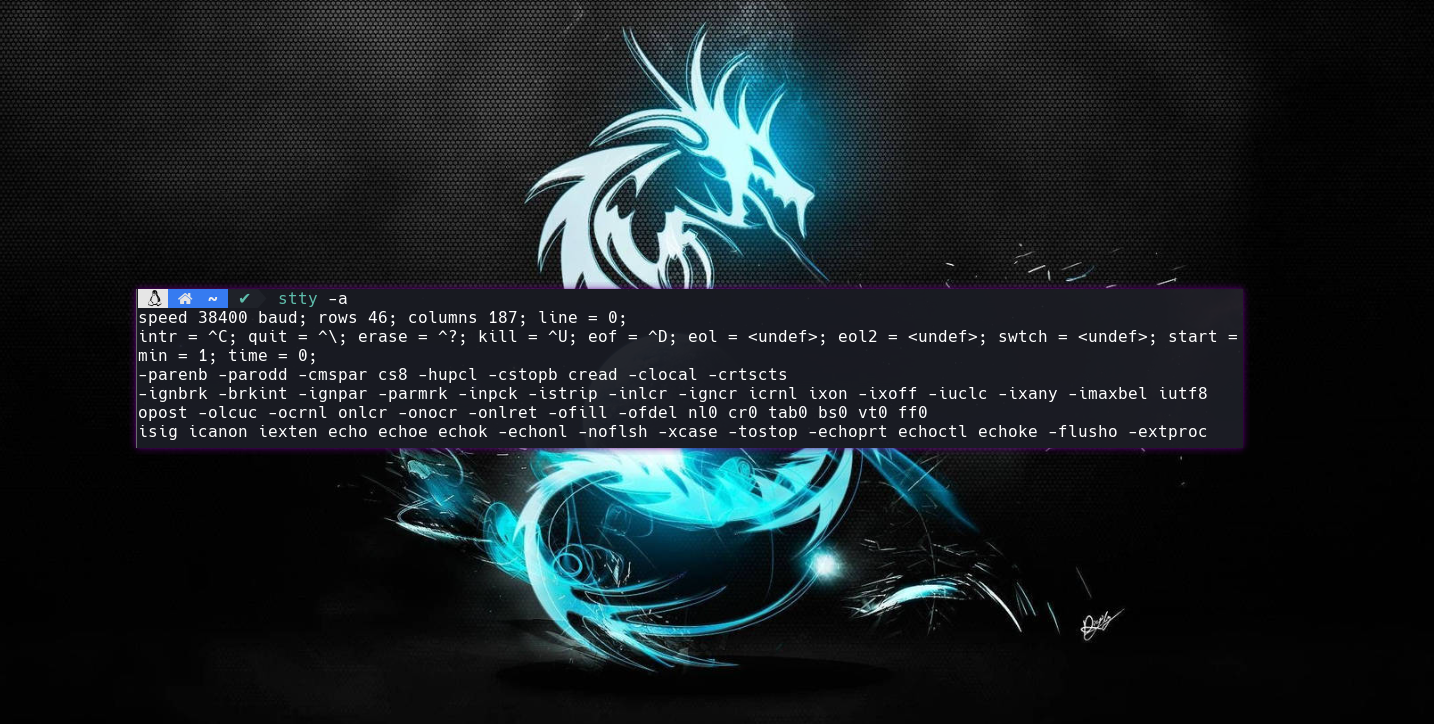 ~ ✔ stty -a
speed 38400 baud; rows 46; columns 187; line = 0;
intr = ^C; quit = ^\; erase = ^?; kill = ^U; eof = ^D; eol = <undef>; eol2 = <undef>; swtch = <undef>; start =
min = 1; time = 0;
-parenb -parodd -cmspar cs8 -hupcl -cstopb cread -clocal -crtscts
-ignbrk -brkint -ignpar -parmrk -inpck -istrip -inlcr -igncr icrnl ixon -ixoff -iuclc -ixany -imaxbel iutf8
opost -olcuc -ocrnl onlcr -onocr -onlret -ofill -ofdel nl0 cr0 tab0 bs0 vt0 ff0
isig icanon iexten echo echoe echok -echonl -noflsh -xcase -tostop -echoprt echoctl echoke -flusho -extproc